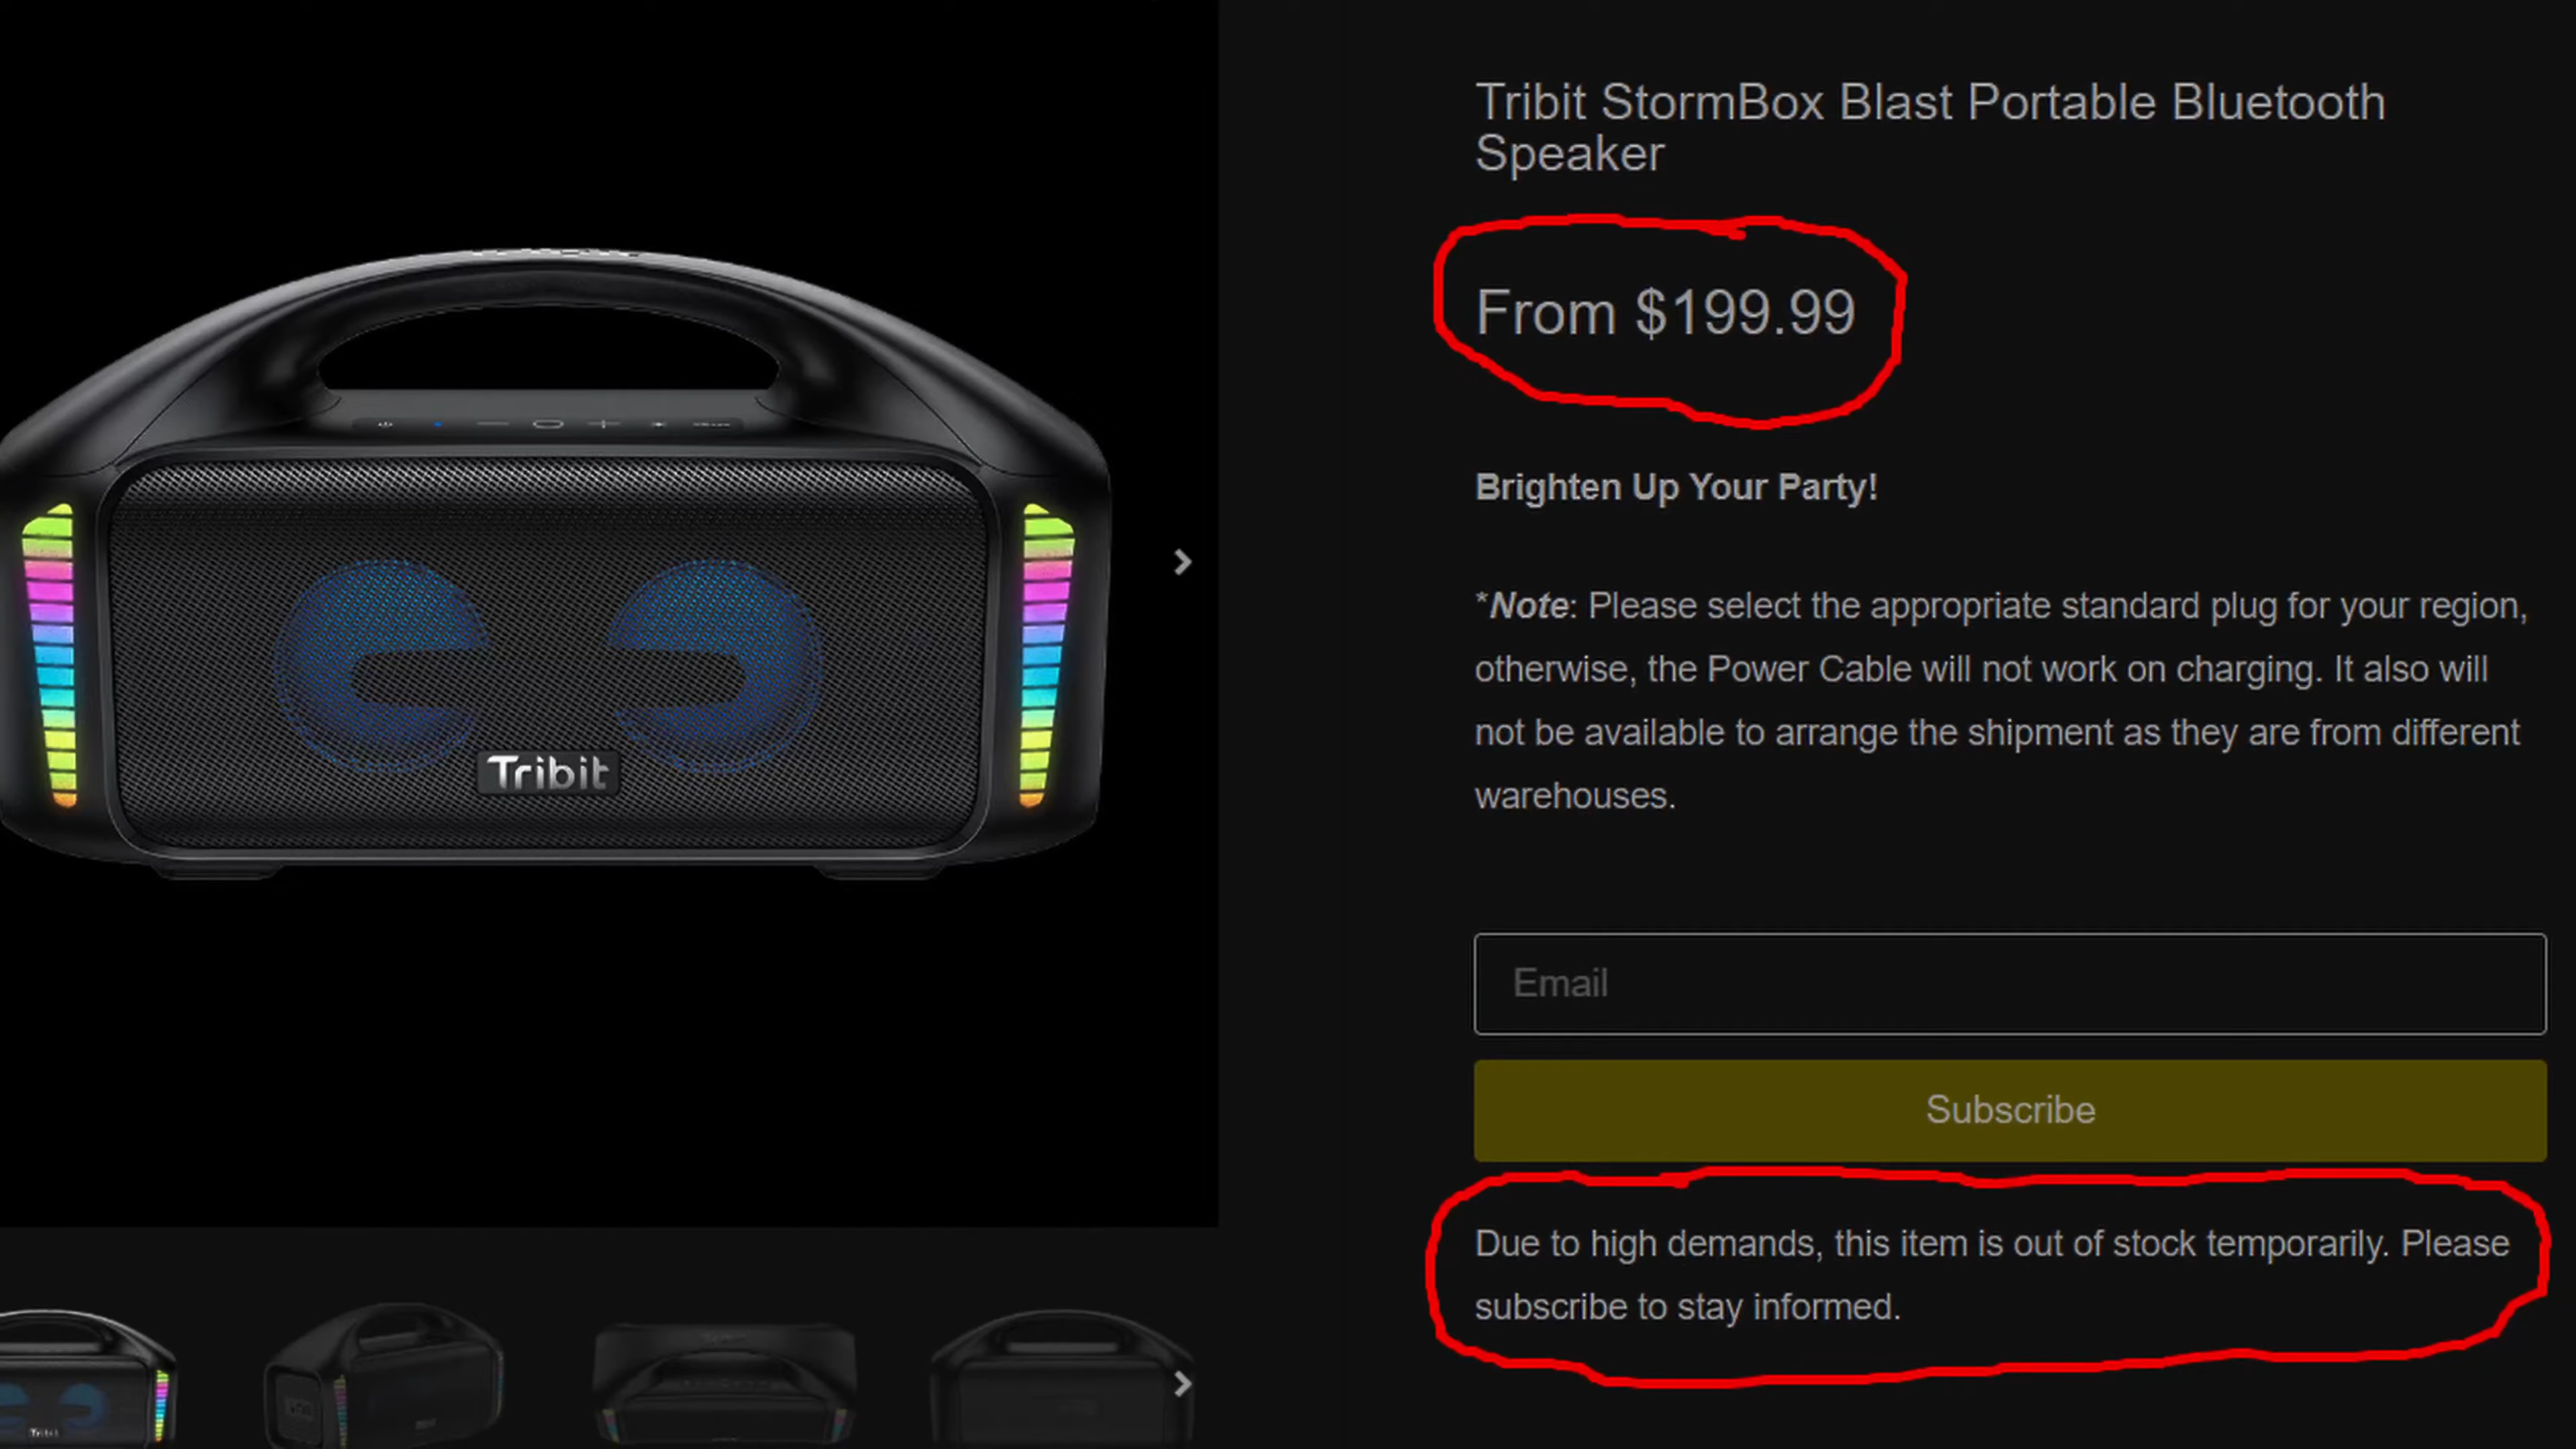 Tribit StormBox Blast Portable Bluetooth
Speaker
From $199.99
Brighten Up Your Party!
*Note: Please select the appropriate standard plug for your region,
otherwise, the Power Cable will not work on charging. It also will
not be available to arrange the shipment as they are from different
warehouses.
Email
Subscribe
Due to high demands, this item is out of stock temporarily. Please
subscribe to stay informed.
Tribit
Tribit